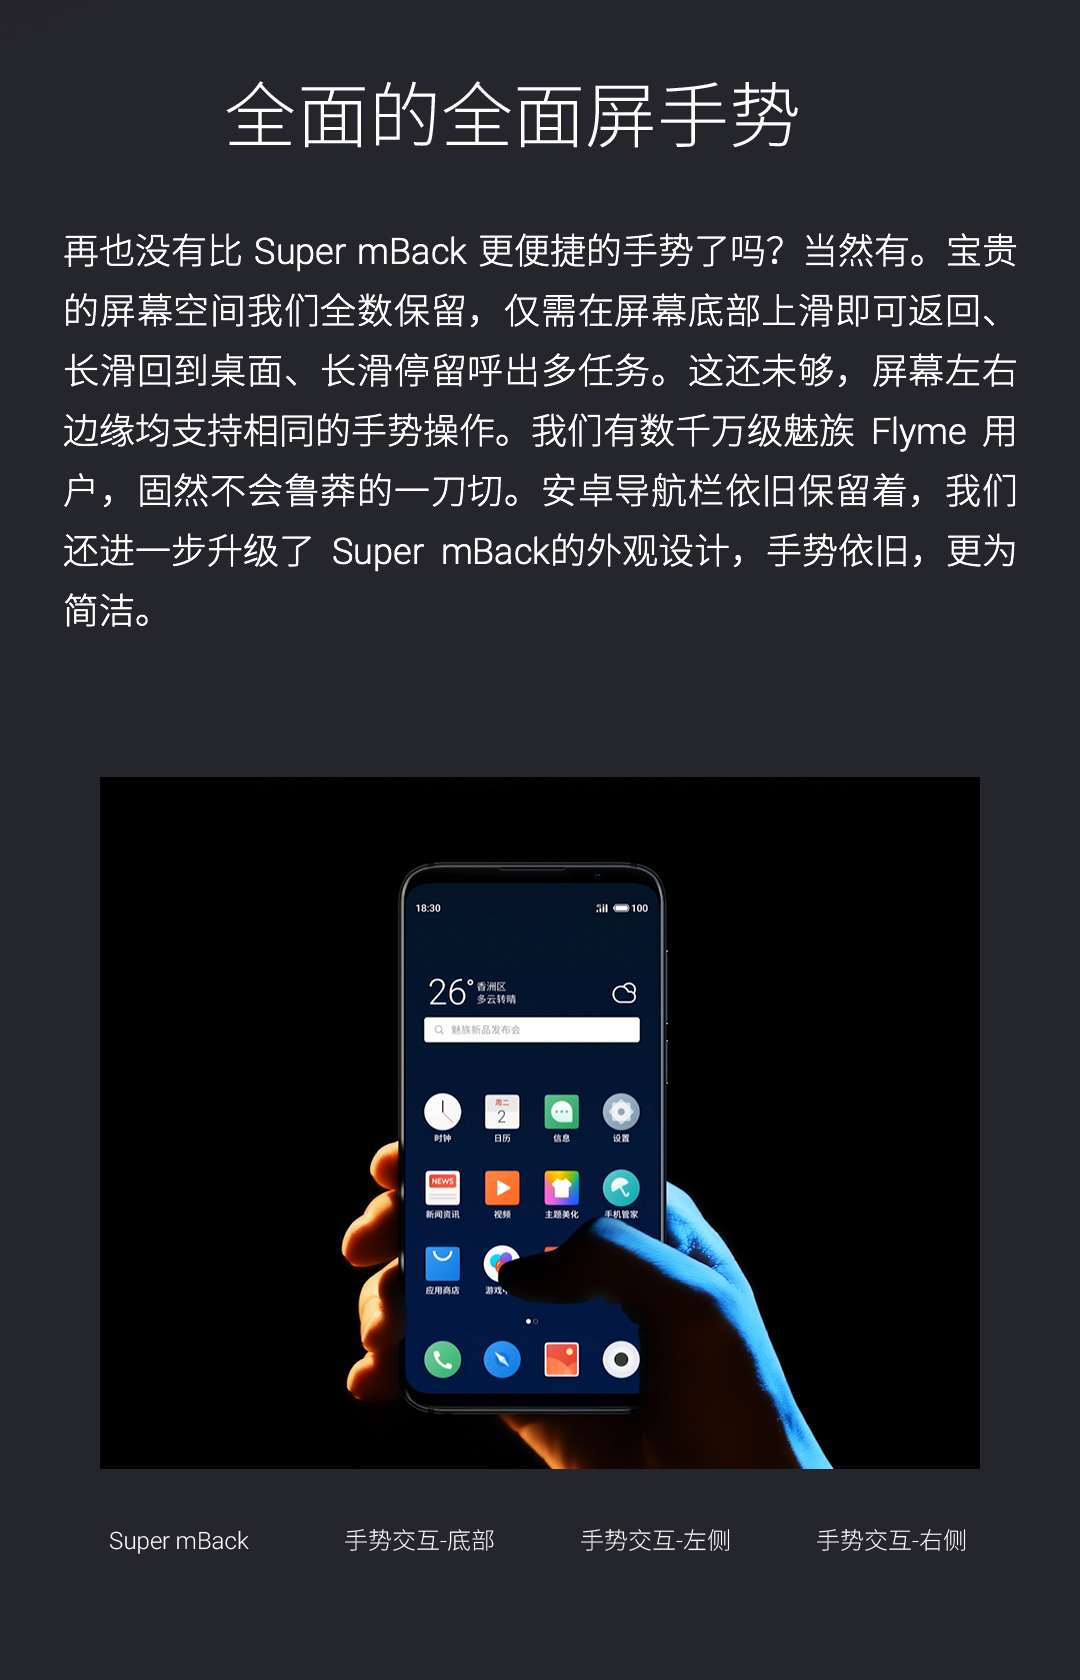 全面的全面屏手势
再也没有比 Super mBack 更便捷的手势了吗？当然有。宝贵
的屏幕空间我们全数保留，仅需在屏幕底部上滑即可返回、
长滑回到桌面、长滑停留呼出多任务。这还未够，屏幕左右
边缘均支持相同的手势操作。我们有数千万级魅族 Flyme 用
户，固然不会鲁莽的一刀切。安卓导航栏依旧保留着，我们
还进一步升级了 Super mBack的外观设计，手势依旧，更为
简洁。
18:30
100
26°
香洲区
多云转晴
魅族新品发布会
周二
2
时钟
日历
信息
设置
NEWS
新闻资讯
视频
主题美化
手机管家
应用商店
游戏
Super mBack
手势交互-底部
手势交互-左侧
手势交互-右侧